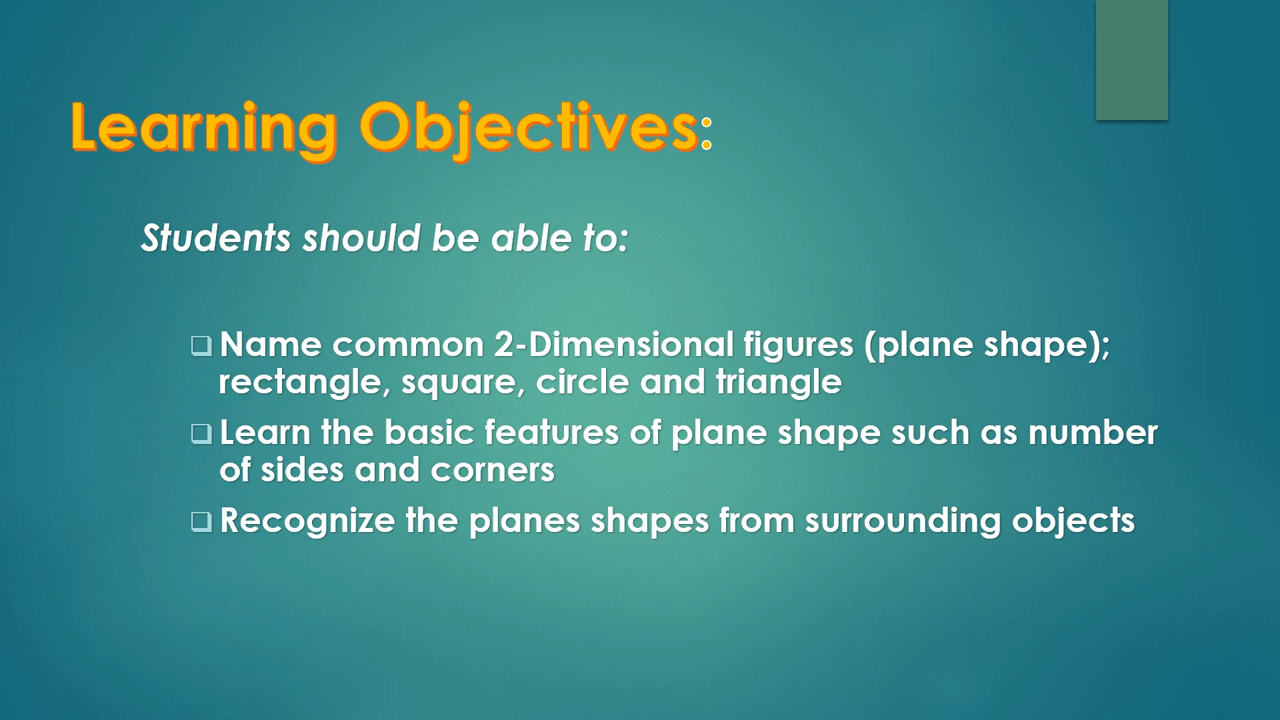 Learning Objectives:
Students should be able to:
❑ Name common 2-Dimensional figures (plane shape);
rectangle, square, circle and triangle
❑ Learn the basic features of plane shape such as number
of sides and corners
❑ Recognize the planes shapes from surrounding objects